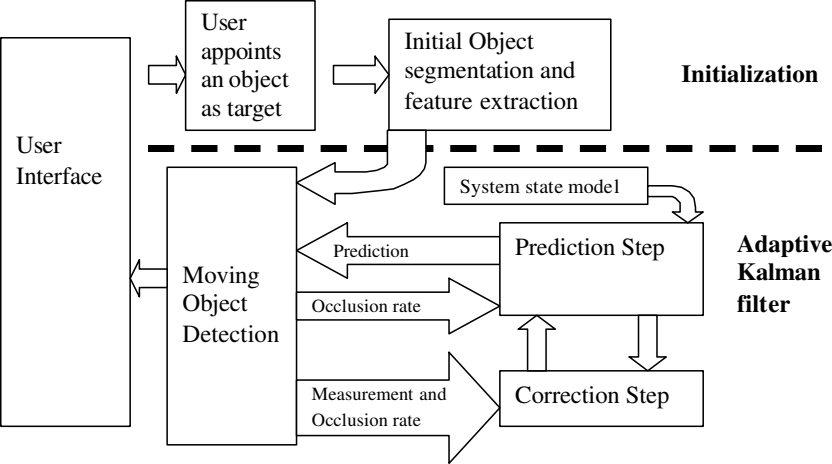 User
Interface
User
appoints
an object
as target
Initial Object
segmentation and
feature extraction
Initialization
System state model
Moving
Object
Detection
Prediction
Occlusion rate
Measurement and
Occlusion rate
Prediction Step
Correction Step
Adaptive
Kalman
filter